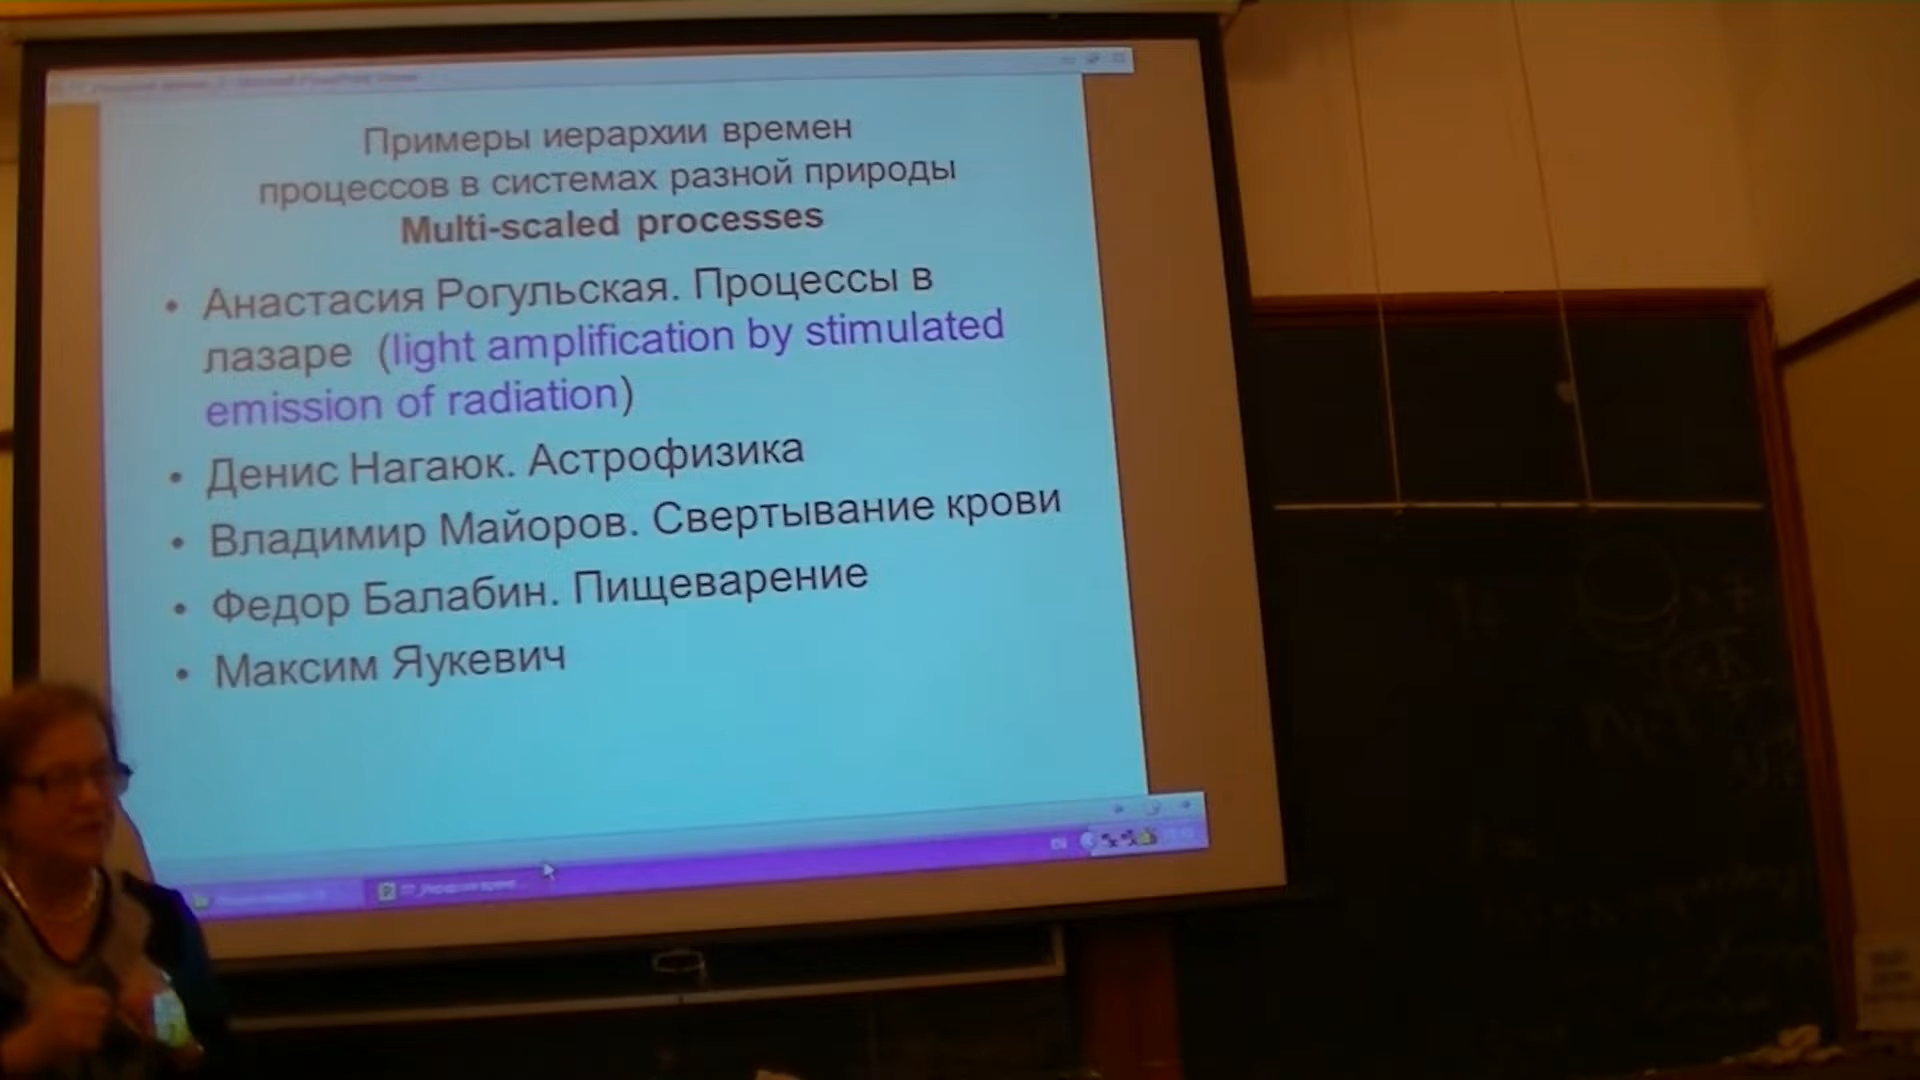 Примеры иерархии времен
процессов в системах разной природы
Multi-scaled processes
• Анастасия Рогульская. Процессы в
лазаре (light amplification by stimulated
emission of radiation)
• Денис Нагаюк. Астрофизика
• Владимир Майоров. Свертывание крови
• Федор Балабин. Пищеварение
• Максим Яукевич